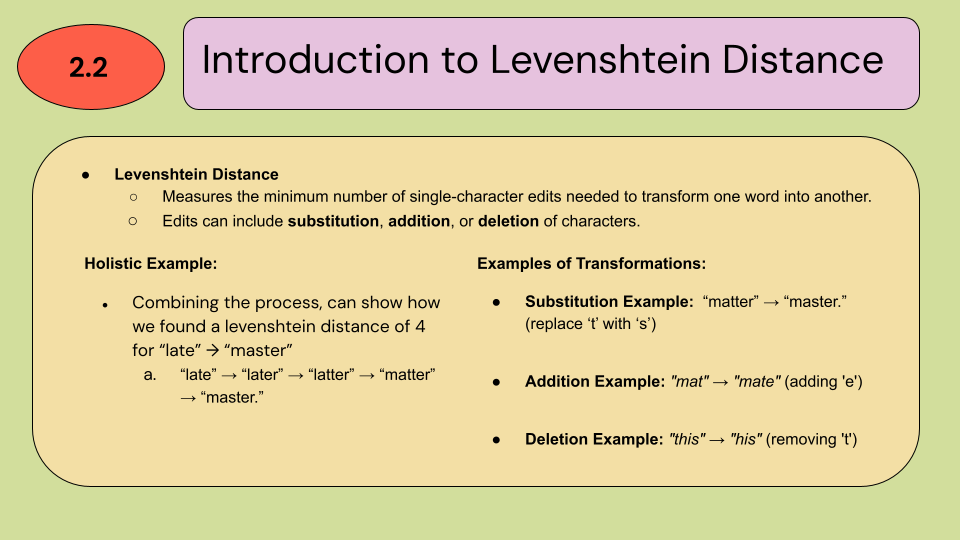 2.2
Introduction to Levenshtein Distance
● Levenshtein Distance
○ Measures the minimum number of single-character edits needed to transform one word into another.
○ Edits can include substitution, addition, or deletion of characters.
Holistic Example:
● Combining the process, can show how
we found a levenshtein distance of 4
for “late” → “master”
a. “late” → “later” → “latter” → “matter”
→ “master.”
Examples of Transformations:
● Substitution Example: “matter” → “master.”
(replace ‘t’ with ‘s’)
● Addition Example: "mat" → "mate" (adding 'e')
● Deletion Example: "this" → "his" (removing 't')